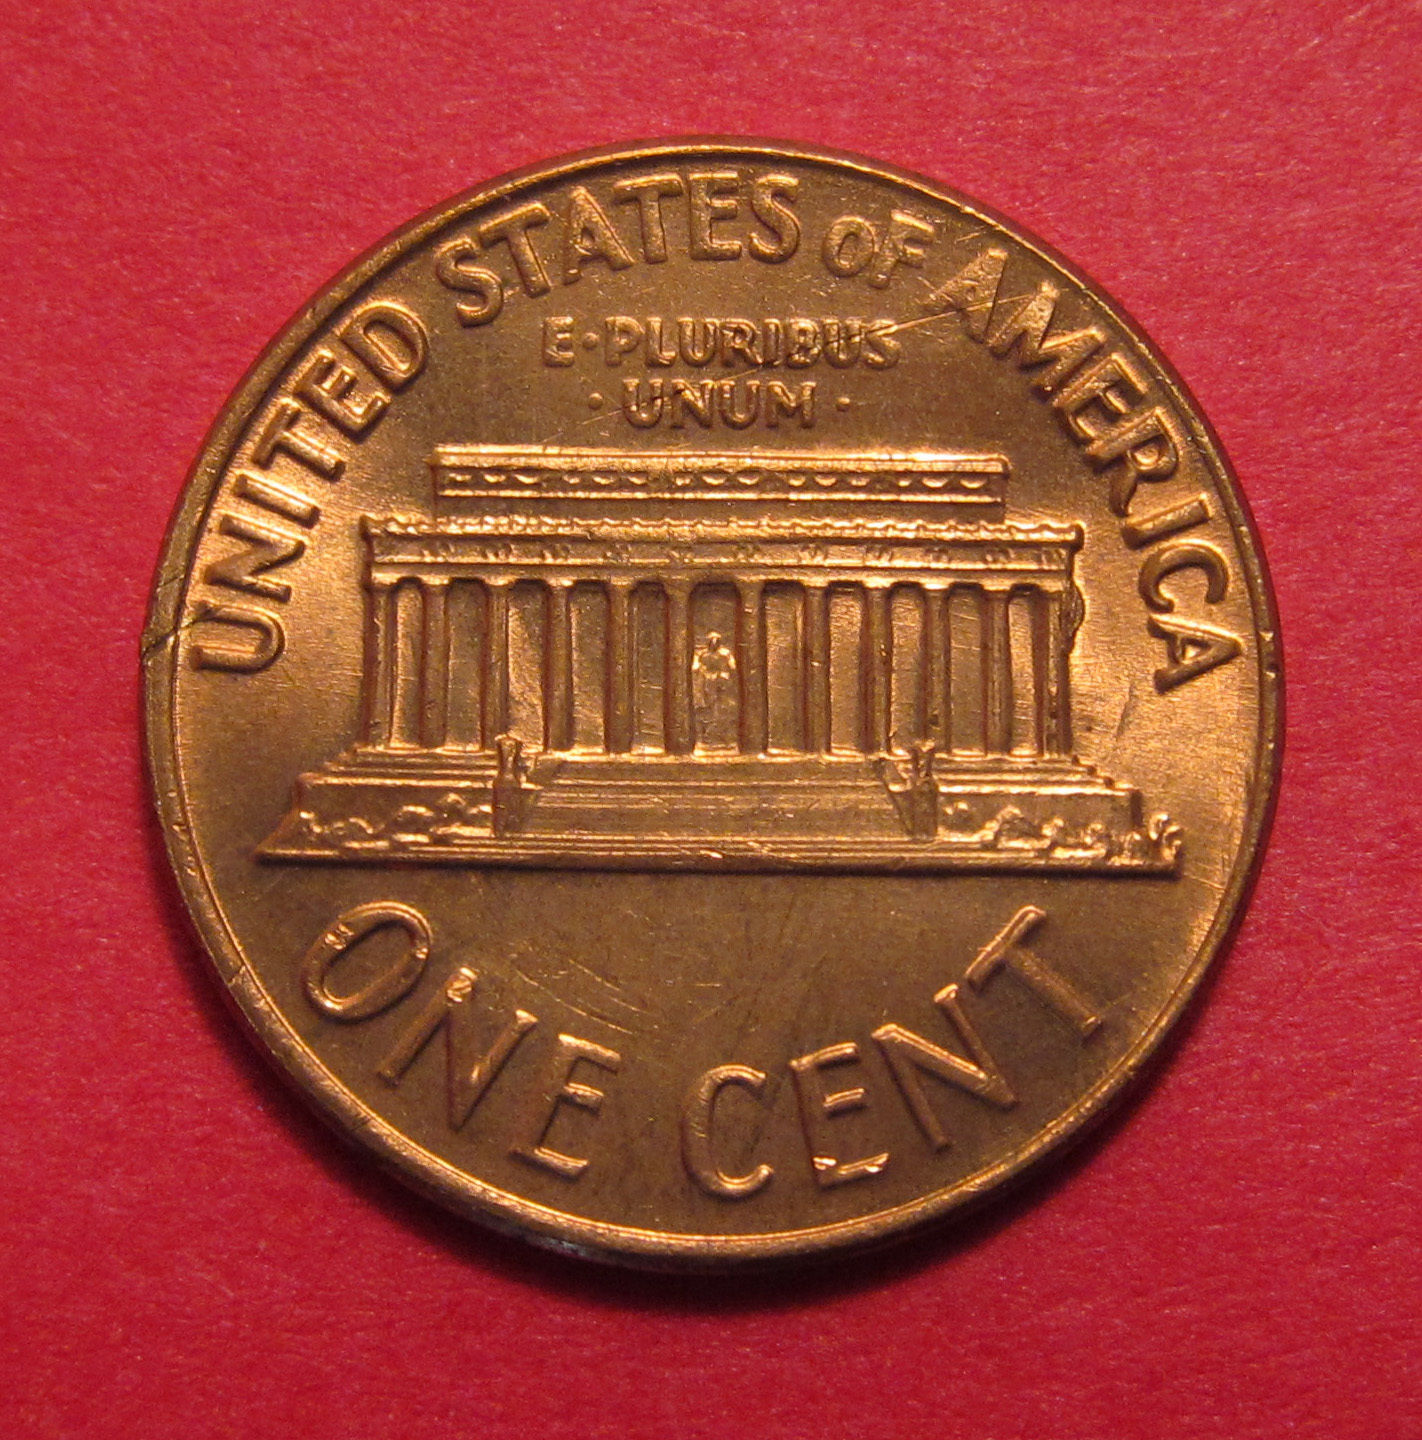 UNITED STATES OF AMERICA
E·PLURIBUS
·UNUM·
ONE CENT